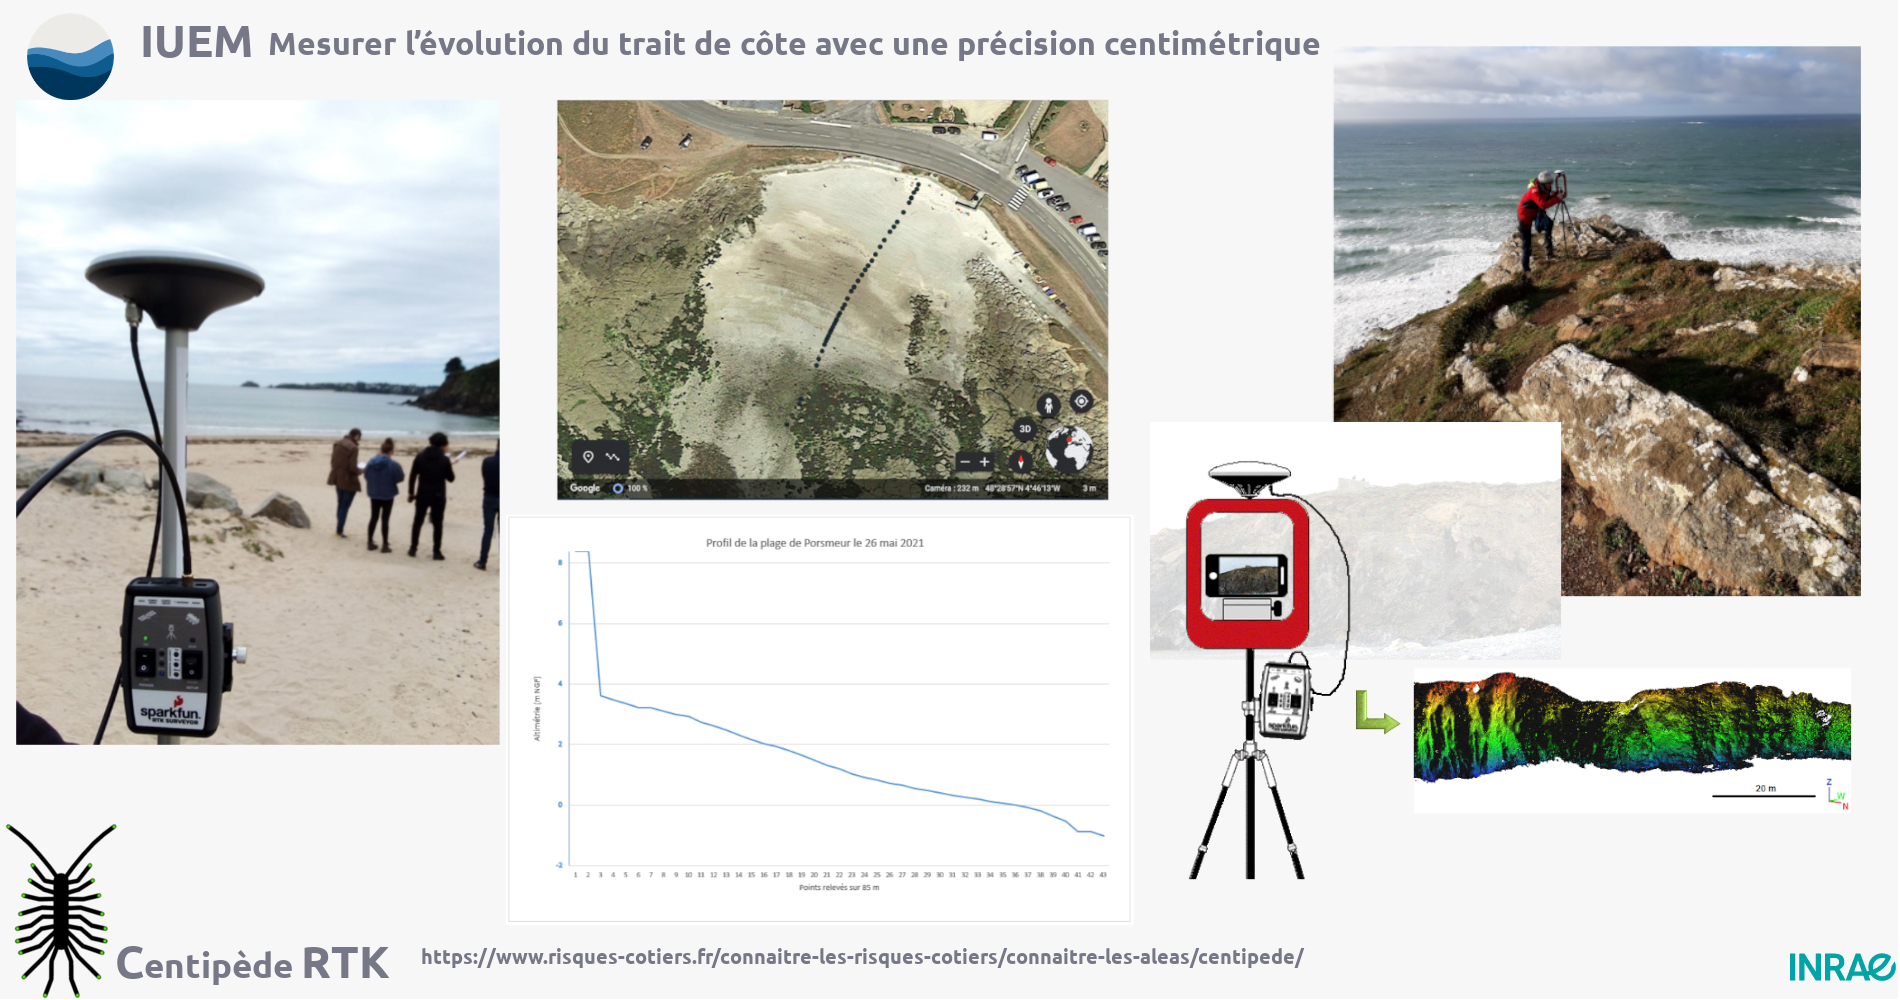 IUEM Mesurer l’évolution du trait de côte avec une précision centimétrique
sparkfun.
RTK SURVEYOR
3D
Google 100 % Caméra : 232 m 48°28'57"N 4°46'13"W 3 m
Profil de la plage de Porsmeur le 26 mai 2021
Altimétrie (m NGF)
8
6
4
2
0
-2
1 2 3 4 5 6 7 8 9 10 11 12 13 14 15 16 17 18 19 20 21 22 23 24 25 26 27 28 29 30 31 32 33 34 35 36 37 38 39 40 41 42 43
Points relevés sur 85 m
sparkfun
20 m
Z
W
N
Centipède RTK
https://www.risques-cotiers.fr/connaitre-les-risques-cotiers/connaitre-les-aleas/centipede/
INRAE